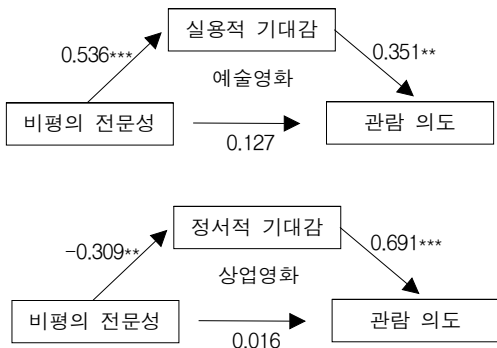 실용적 기대감
0.536***
0.351**
예술영화
비평의 전문성
관람 의도
0.127
정서적 기대감
-0.309**
0.691***
상업영화
비평의 전문성
관람 의도
0.016